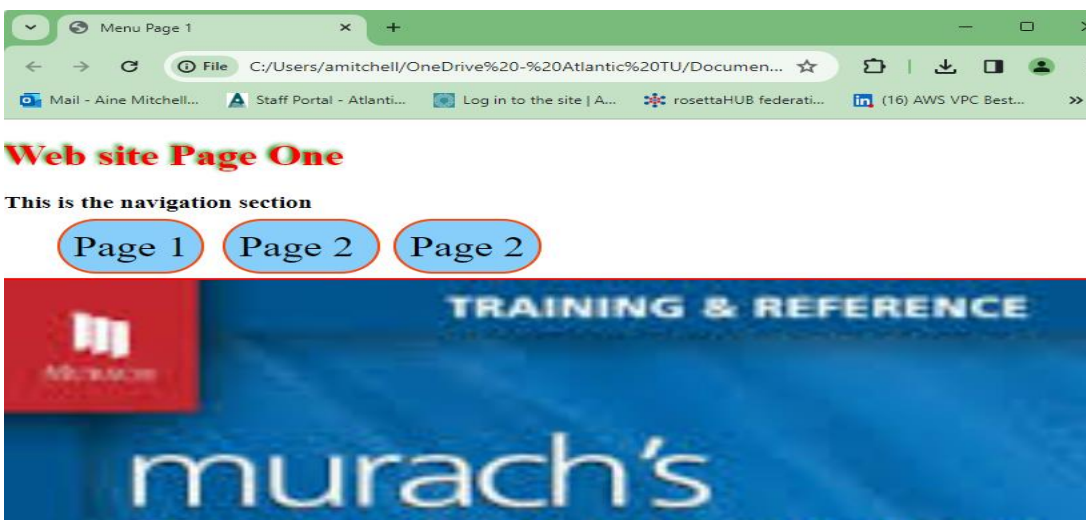 Menu Page 1
File C:/Users/amitchell/OneDrive%20-%20Atlantic%20TU/Documen...
Mail - Aine Mitchell... Staff Portal - Atlanti... Log in to the site | A... rosettaHUB federati... (16) AWS VPC Best... »
Web site Page One
This is the navigation section
Page 1 Page 2 Page 2
TRAINING & REFERENCE
MURACH
murach's